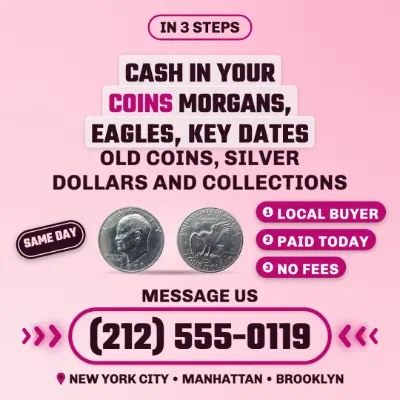 IN 3 STEPS
CASH IN YOUR
COINS MORGANS,
EAGLES, KEY DATES
OLD COINS, SILVER
DOLLARS AND COLLECTIONS
SAME DAY
1 LOCAL BUYER
2 PAID TODAY
3 NO FEES
MESSAGE US
(212) 555-0119
NEW YORK CITY • MANHATTAN • BROOKLYN